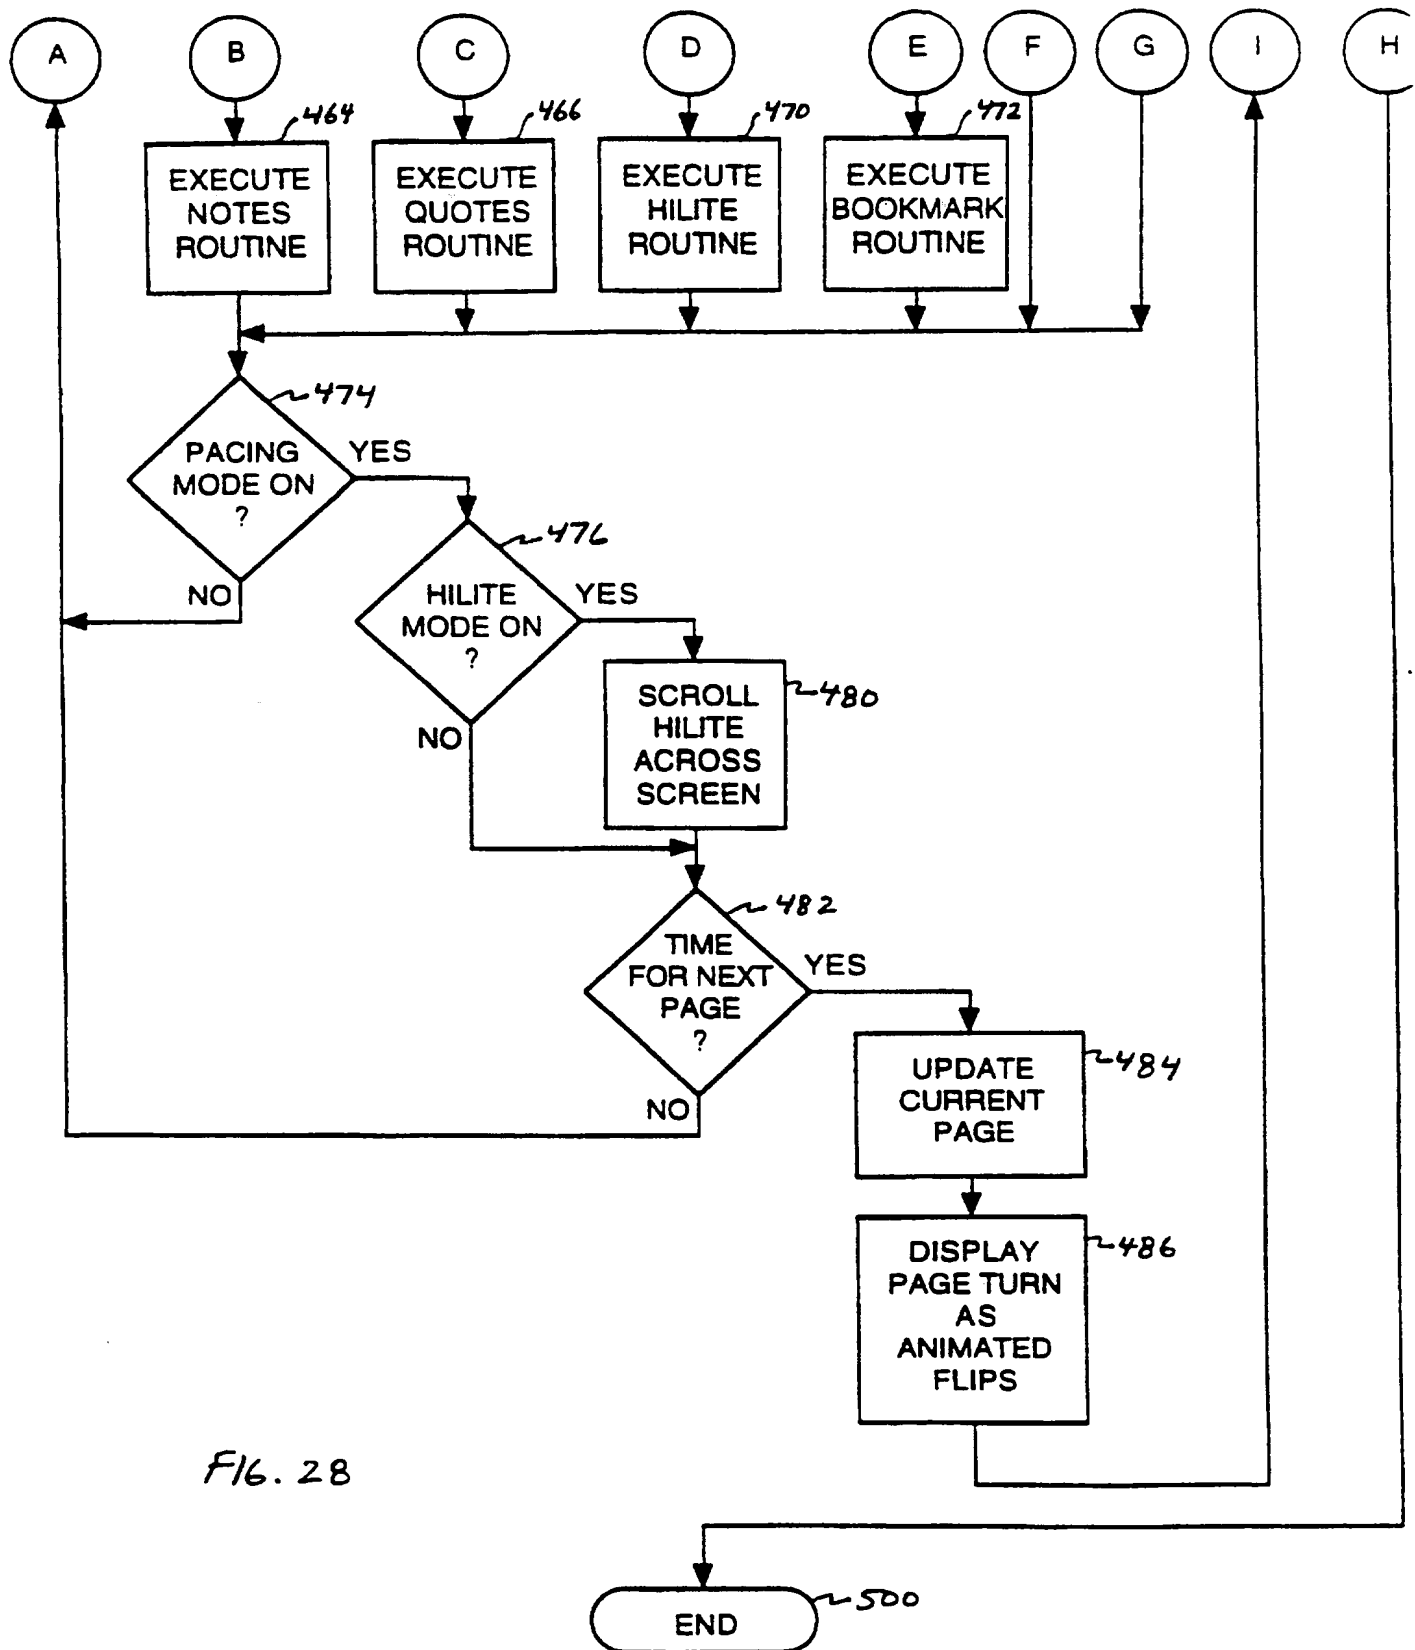 A B C D E F G I H
464 466 470 472
EXECUTE
NOTES
ROUTINE
EXECUTE
QUOTES
ROUTINE
EXECUTE
HILITE
ROUTINE
EXECUTE
BOOKMARK
ROUTINE
474
PACING
MODE ON
?
YES
NO
476
HILITE
MODE ON
?
YES
NO
480
SCROLL
HILITE
ACROSS
SCREEN
482
TIME
FOR NEXT
PAGE
?
YES
NO
484
UPDATE
CURRENT
PAGE
486
DISPLAY
PAGE TURN
AS
ANIMATED
FLIPS
FIG. 28
500
END